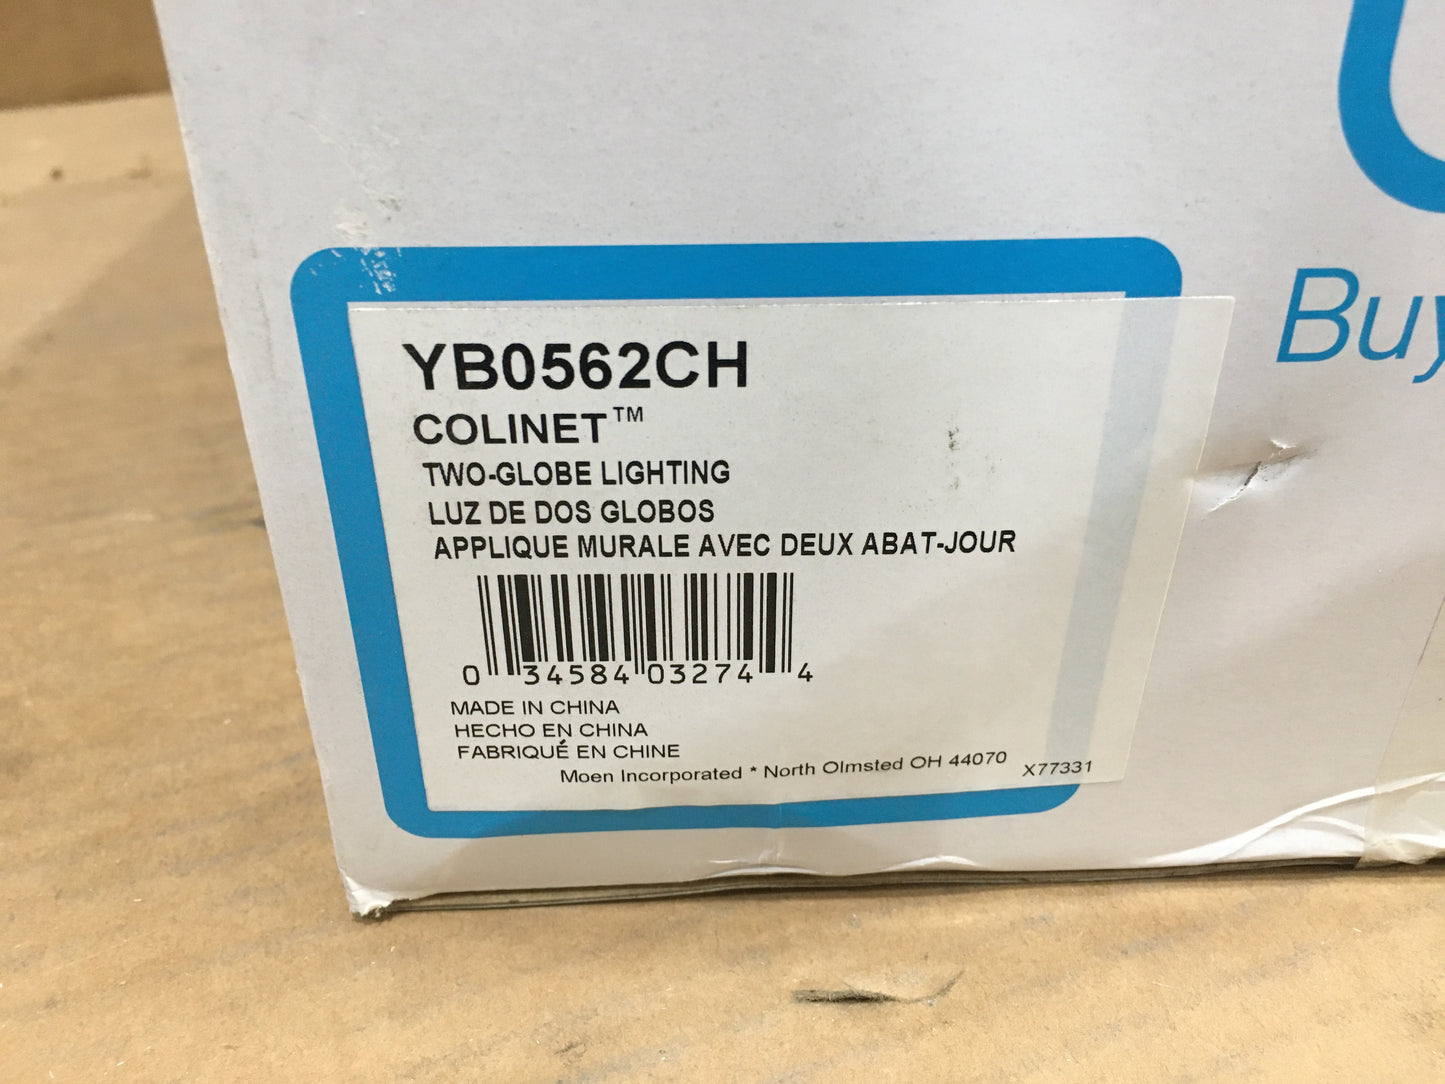 YB0562CH
COLINET™
TWO-GLOBE LIGHTING
LUZ DE DOS GLOBOS
APPLIQUE MURALE AVEC DEUX ABAT-JOUR
0 34584 03274 4
MADE IN CHINA
HECHO EN CHINA
FABRIQUÉ EN CHINE
Moen Incorporated * North Olmsted OH 44070 X77331
Buy